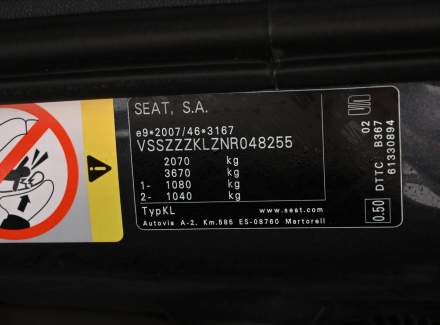 SEAT, S.A.
e9*2007/46*3167
VSSZZZKLZNR048255
2070 kg
3670 kg
1- 1080 kg
2- 1040 kg
TypKL www.seat.com
Autovia A-2, Km.585 ES-08760 Martorell
0.50 DTTC B367 02
61330894